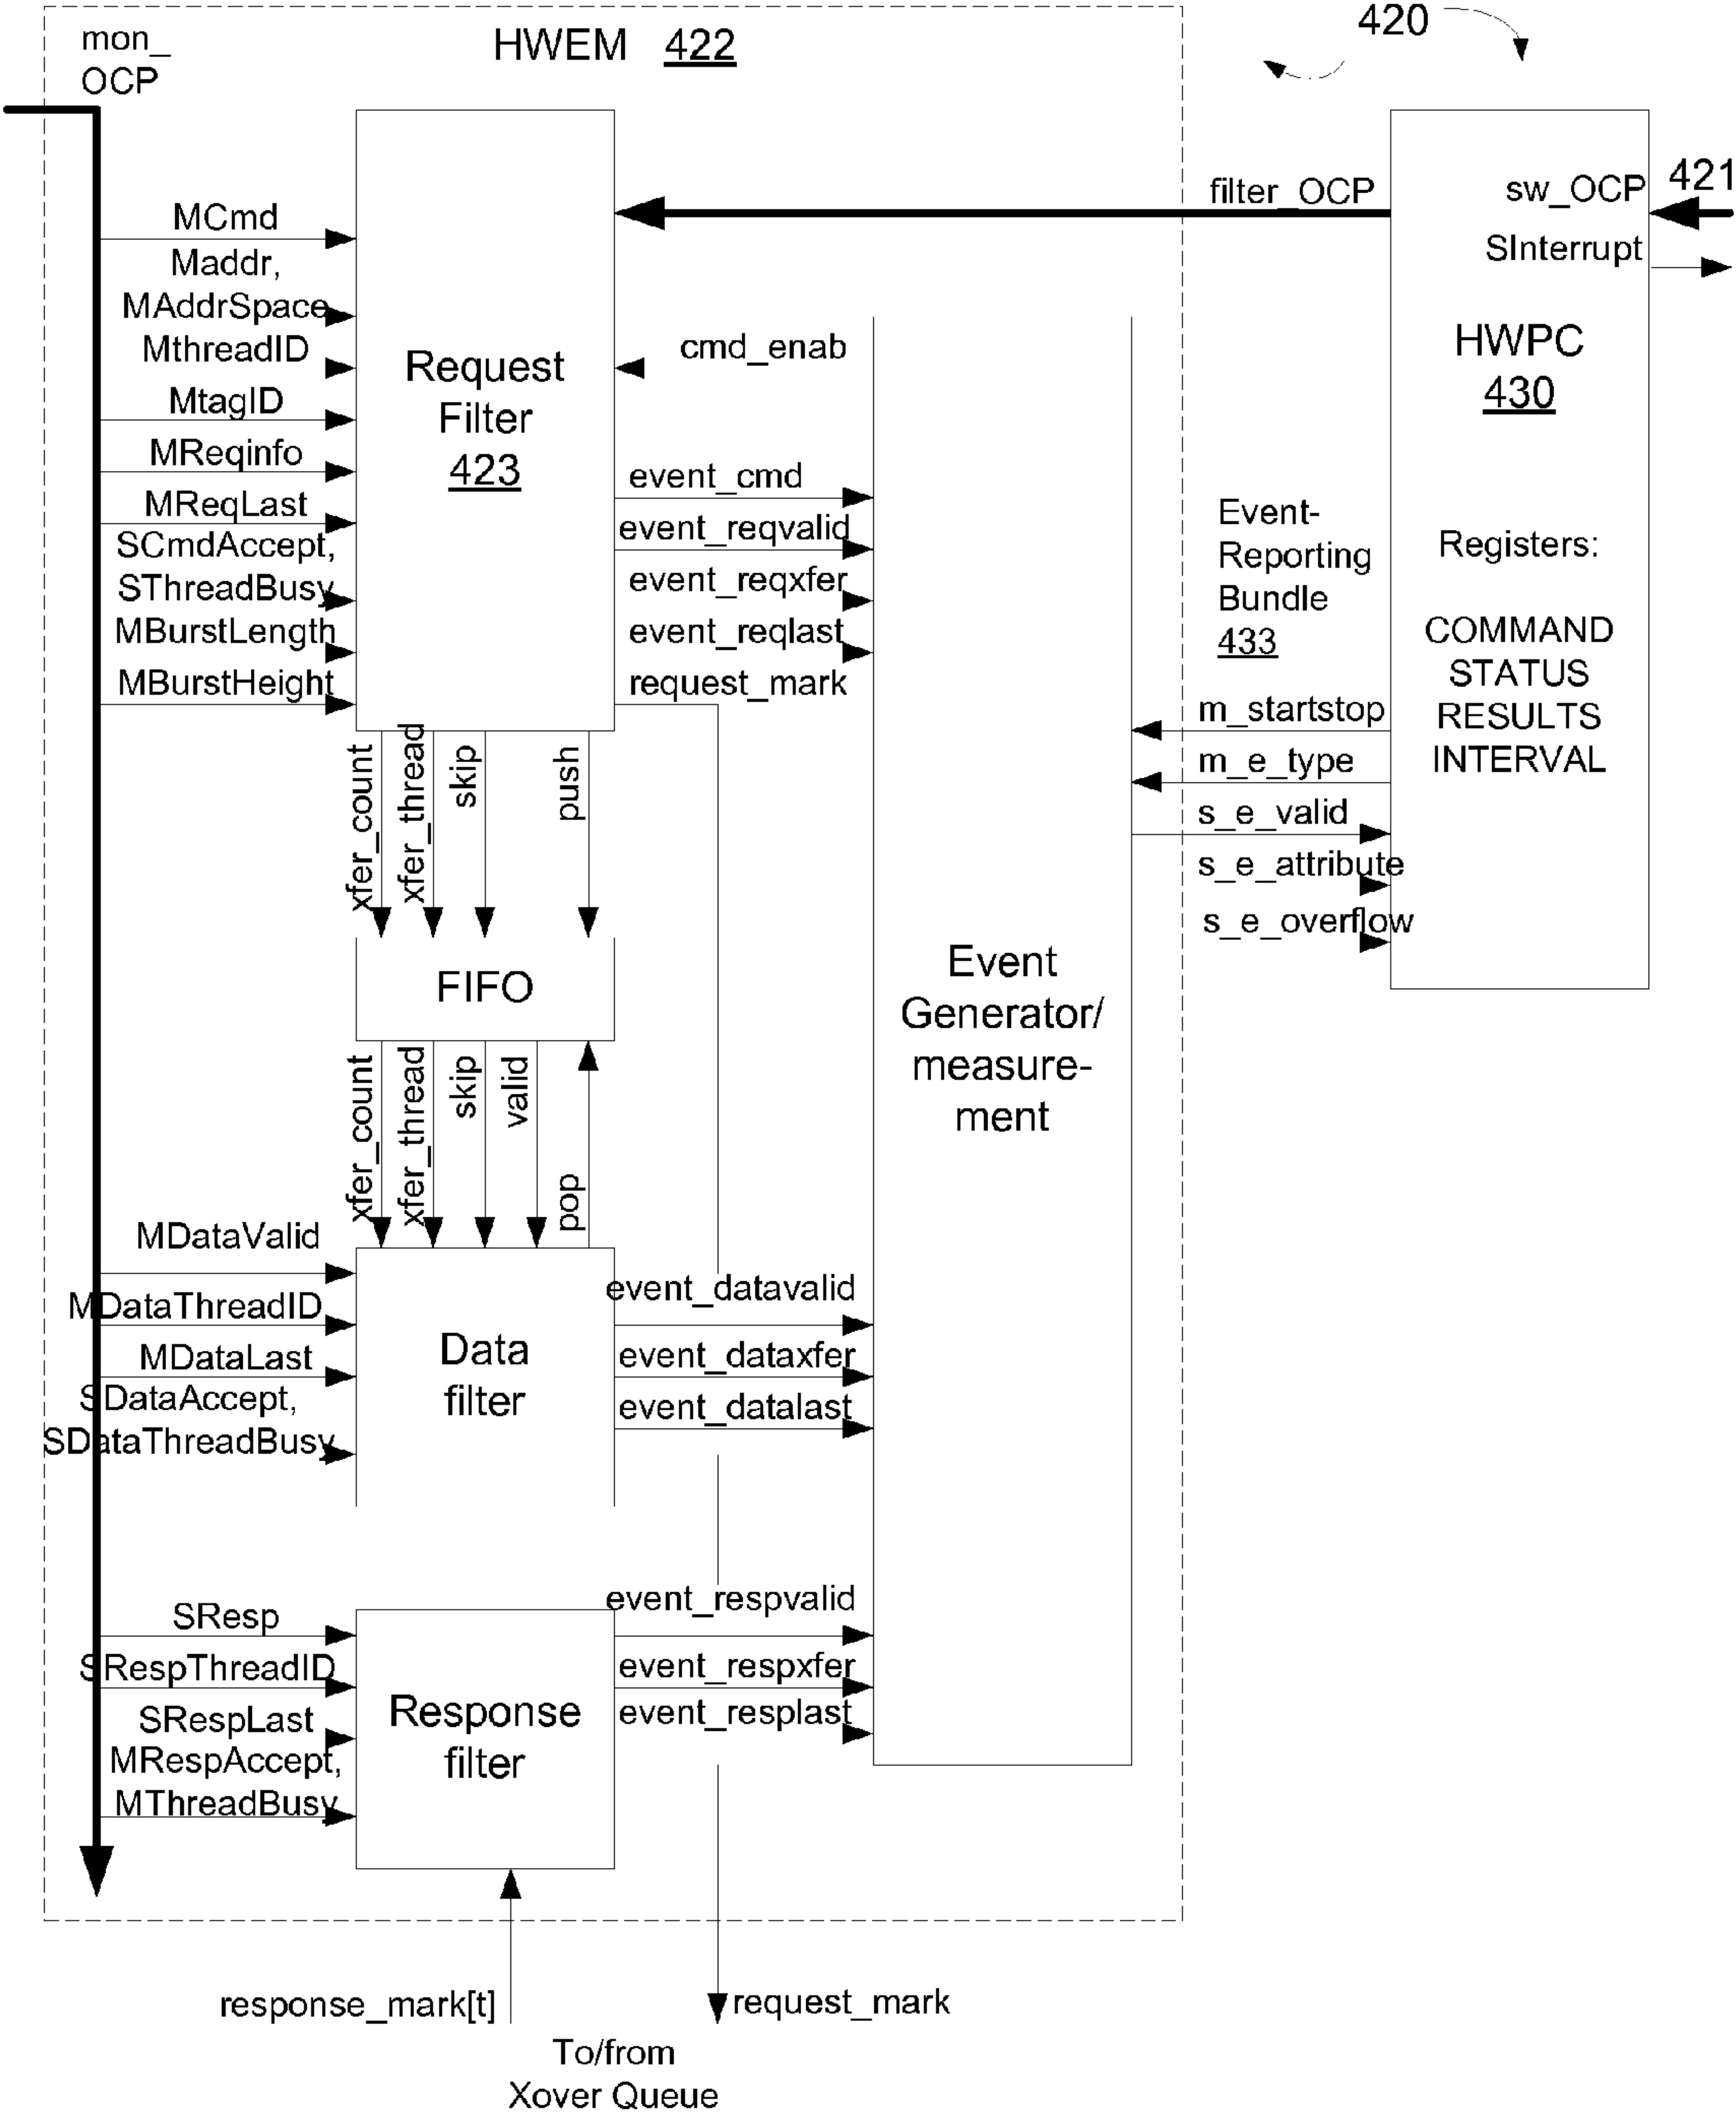 mon_
OCP
HWEM 422
420
filter_OCP
sw_OCP
421
SInterrupt
HWPC
430
Registers:
COMMAND
STATUS
RESULTS
INTERVAL
MCmd
Maddr,
MAddrSpace
MthreadID
MtagID
MReqinfo
MReqLast
SCmdAccept,
SThreadBusy
MBurstLength
MBurstHeight
Request
Filter
423
cmd_enab
event_cmd
event_reqvalid
event_reqxfer
event_reqlast
request_mark
Event-
Reporting
Bundle
433
m_startstop
m_e_type
s_e_valid
s_e_attribute
s_e_overflow
xfer_count
xfer_thread
skip
push
FIFO
xfer_count
xfer_thread
skip
valid
pop
Event
Generator/
measure-
ment
MDataValid
MDataThreadID
MDataLast
SDataAccept,
SDataThreadBusy
Data
filter
event_datavalid
event_dataxfer
event_datalast
SResp
SRespThreadID
SRespLast
MRespAccept,
MThreadBusy
Response
filter
event_respvalid
event_respxfer
event_resplast
response_mark[t]
request_mark
To/from
Xover Queue